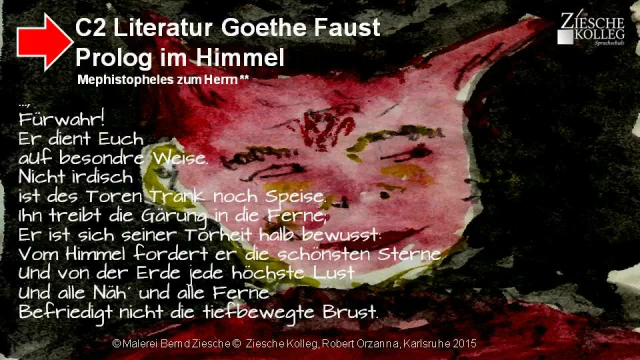 C2 Literatur Goethe Faust
Prolog im Himmel
Mephistopheles zum Herrn**
ZIESCHE
KOLLEG
Sprachschule
...,
Fürwahr!
Er dient Euch
auf besondre Weise.
Nicht irdisch
ist des Toren Trank noch Speise.
Ihn treibt die Gärung in die Ferne;
Er ist sich seiner Torheit halb bewusst:
Vom Himmel fordert er die schönsten Sterne
Und von der Erde jede höchste Lust
Und alle Näh´ und alle Ferne
Befriedigt nicht die tiefbewegte Brust.
©Malerei Bernd Ziesche © Ziesche Kolleg, Robert Orzanna, Karlsruhe 2015